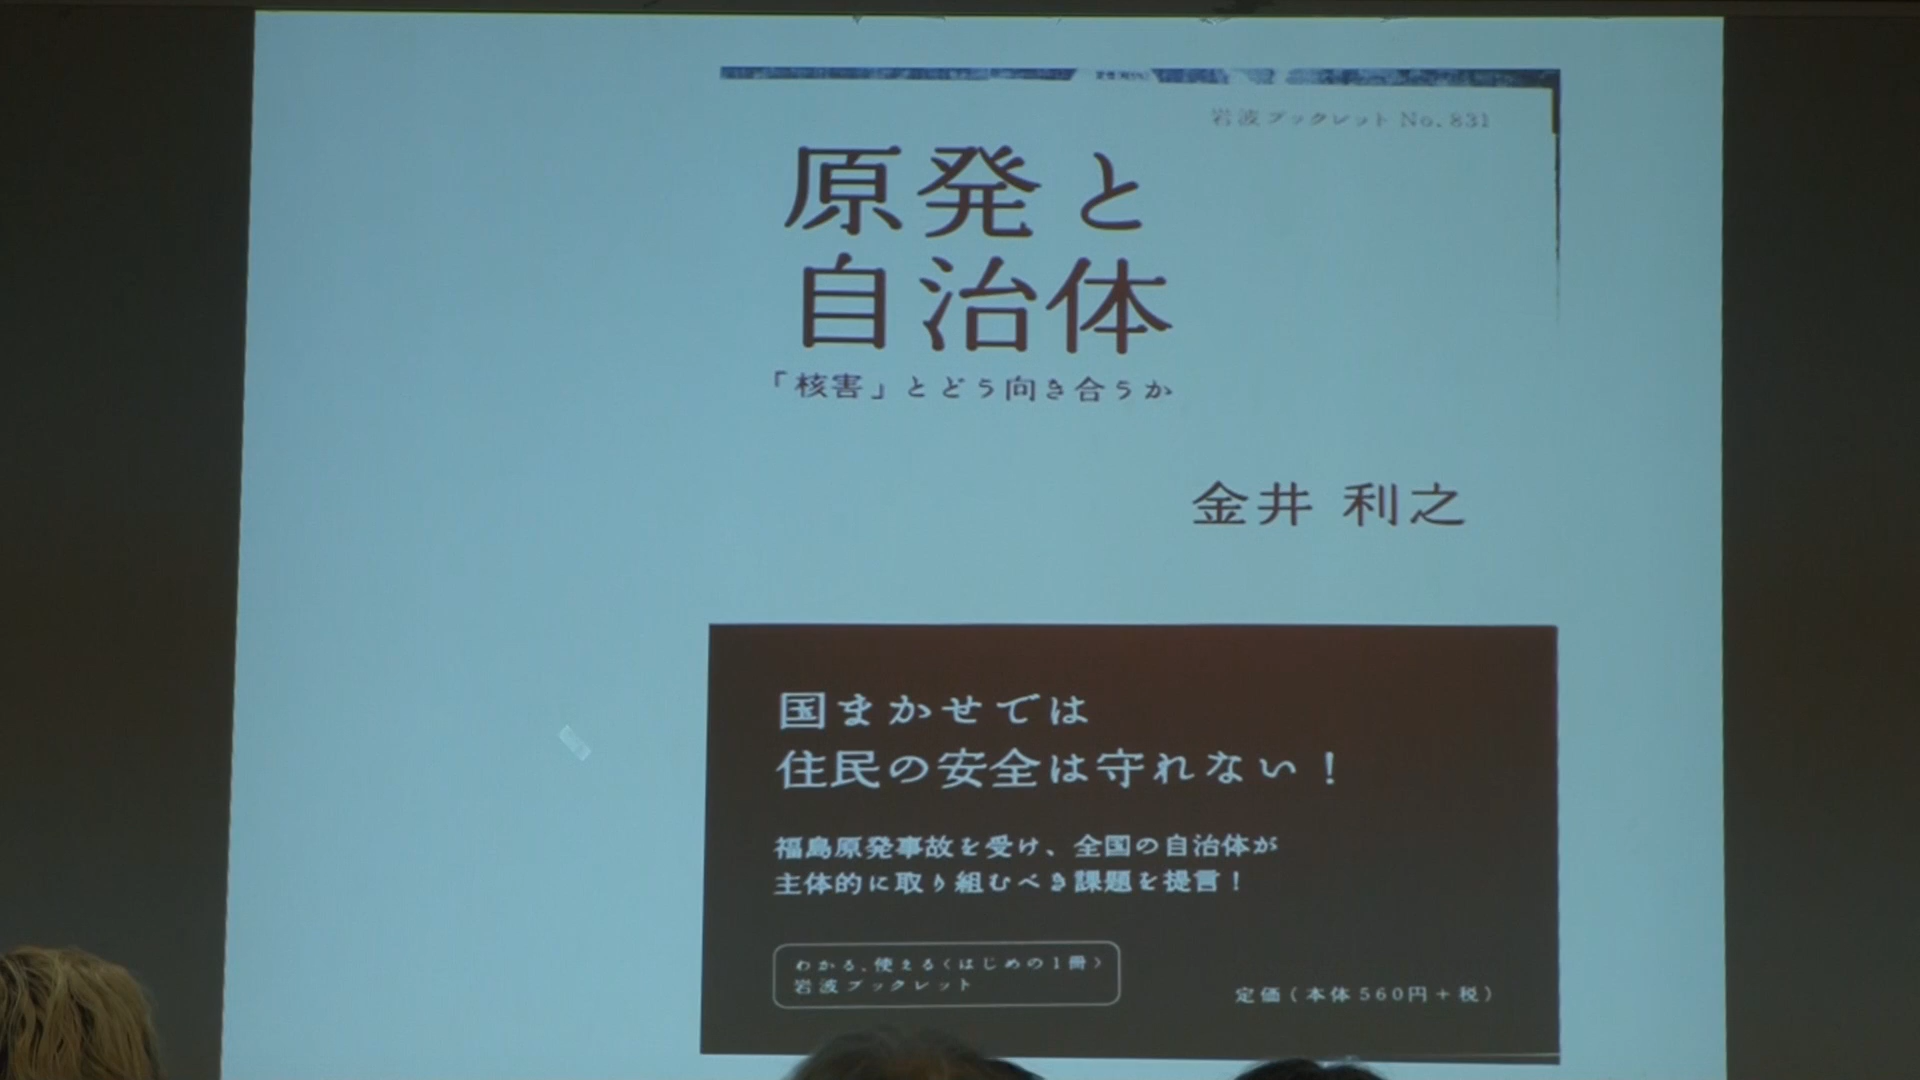 岩波ブックレット No.831
原発と
自治体
「核害」とどう向き合うか
金井 利之
国まかせでは
住民の安全は守れない！
福島原発事故を受け、全国の自治体が
主体的に取り組むべき課題を提言！
わかる、使える〈はじめの1冊〉
岩波ブックレット
定価（本体560円＋税）